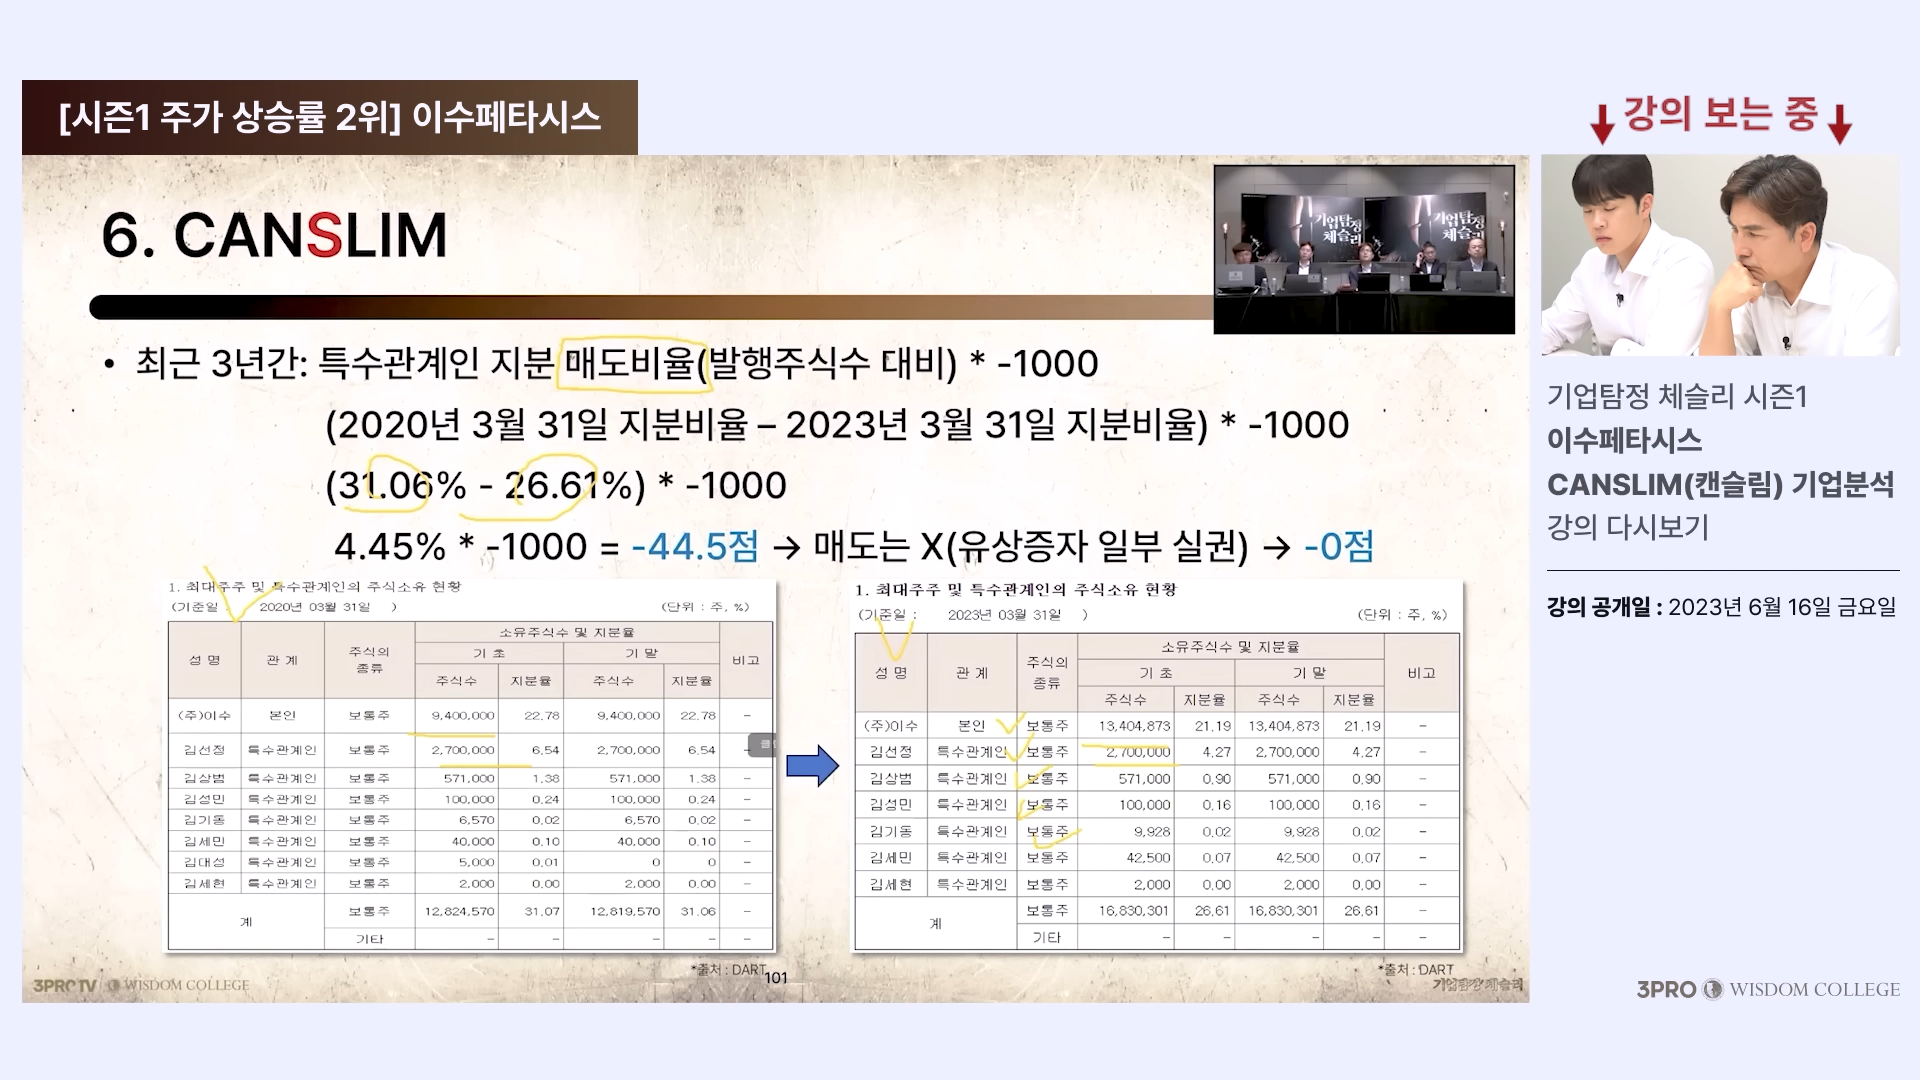 [시즌1 주가 상승률 2위] 이수페타시스
강의 보는 중
6. CANSLIM
기업탐정
체슬리
기업탐정
체슬리
• 최근 3년간: 특수관계인 지분 매도비율(발행주식수 대비) * -1000
(2020년 3월 31일 지분비율 – 2023년 3월 31일 지분비율) * -1000
(31.06% - 26.61%) * -1000
4.45% * -1000 = -44.5점 → 매도는 X(유상증자 일부 실권) → -0점
1. 최대주주 및 특수관계인의 주식소유 현황
(기준일 : 2020년 03월 31일 ) (단위 : 주, %)
성 명 관 계 주식의 종류 소유주식수 및 지분율 비고
기 초 기 말
주식수 지분율 주식수 지분율
(주)이수 본인 보통주 9,400,000 22.78 9,400,000 22.78 -
김선정 특수관계인 보통주 2,700,000 6.54 2,700,000 6.54 -
김상범 특수관계인 보통주 571,000 1.38 571,000 1.38 -
김성민 특수관계인 보통주 100,000 0.24 100,000 0.24 -
김기동 특수관계인 보통주 6,570 0.02 6,570 0.02 -
김세민 특수관계인 보통주 40,000 0.10 40,000 0.10 -
김대성 특수관계인 보통주 5,000 0.01 0 0 -
김세현 특수관계인 보통주 2,000 0.00 2,000 0.00 -
계 보통주 12,824,570 31.07 12,819,570 31.06 -
기타 - - - - -
*출처 : DART
1. 최대주주 및 특수관계인의 주식소유 현황
(기준일 : 2023년 03월 31일 ) (단위 : 주, %)
성 명 관 계 주식의 종류 소유주식수 및 지분율 비고
기 초 기 말
주식수 지분율 주식수 지분율
(주)이수 본인 보통주 13,404,873 21.19 13,404,873 21.19 -
김선정 특수관계인 보통주 2,700,000 4.27 2,700,000 4.27 -
김상범 특수관계인 보통주 571,000 0.90 571,000 0.90 -
김성민 특수관계인 보통주 100,000 0.16 100,000 0.16 -
김기동 특수관계인 보통주 9,928 0.02 9,928 0.02 -
김세민 특수관계인 보통주 42,500 0.07 42,500 0.07 -
김세현 특수관계인 보통주 2,000 0.00 2,000 0.00 -
계 보통주 16,830,301 26.61 16,830,301 26.61 -
기타 - - - - -
*출처 : DART
101
3PROTV WISDOM COLLEGE
기업탐정 체슬리
기업탐정 체슬리 시즌1
이수페타시스
CANSLIM(캔슬림) 기업분석
강의 다시보기
강의 공개일 : 2023년 6월 16일 금요일
3PRO WISDOM COLLEGE